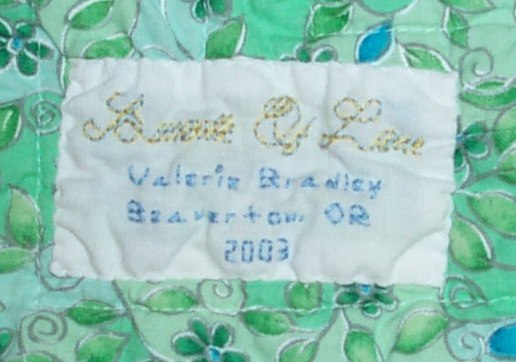 Of Love
Valerie Bradley
Beaverton OR
2003